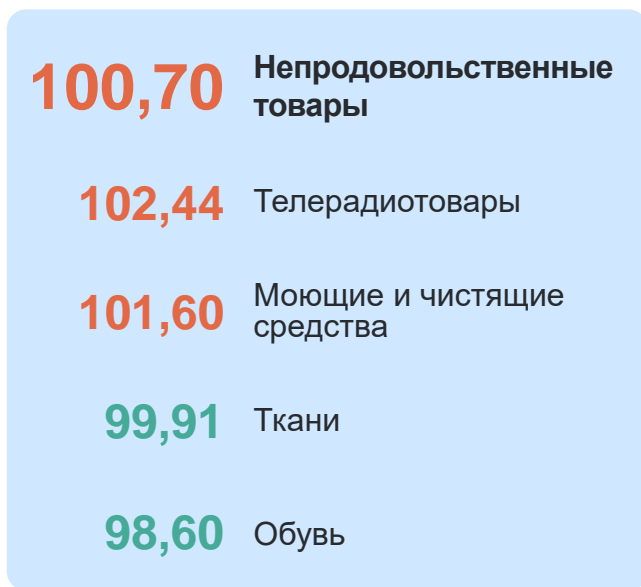 100,70 Непродовольственные
товары
102,44 Телерадиотовары
101,60 Моющие и чистящие
средства
99,91 Ткани
98,60 Обувь